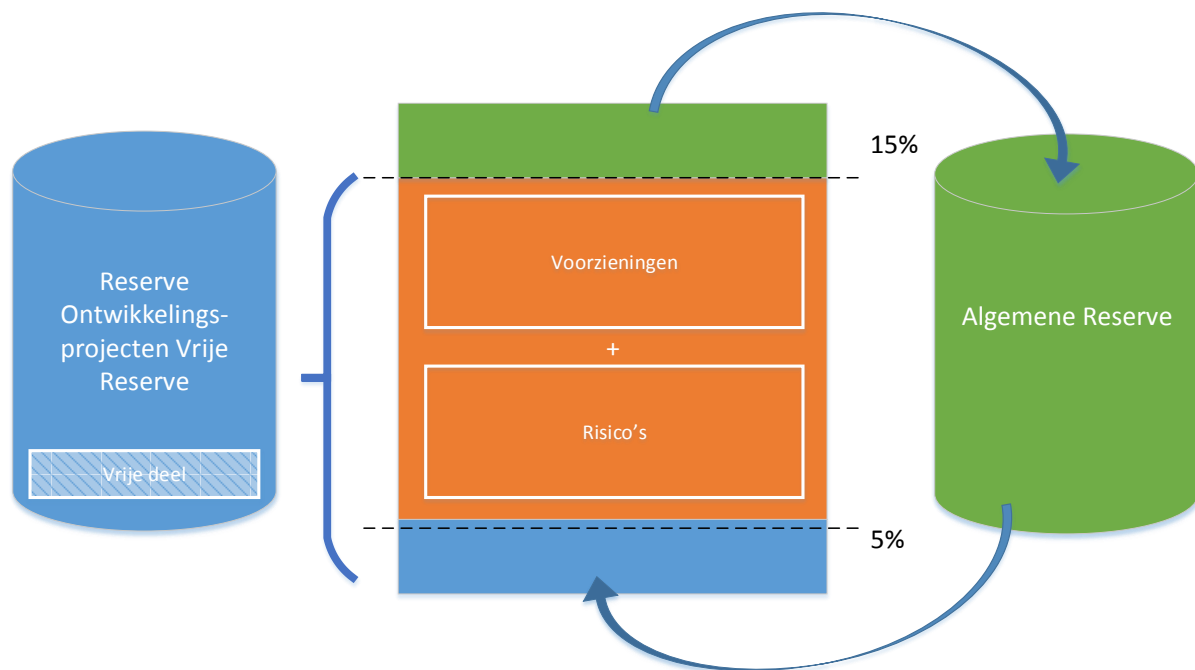 Reserve
Ontwikkelings-
projecten Vrije
Reserve
Vrije deel
Voorzieningen
+
Risico’s
15%
5%
Algemene Reserve